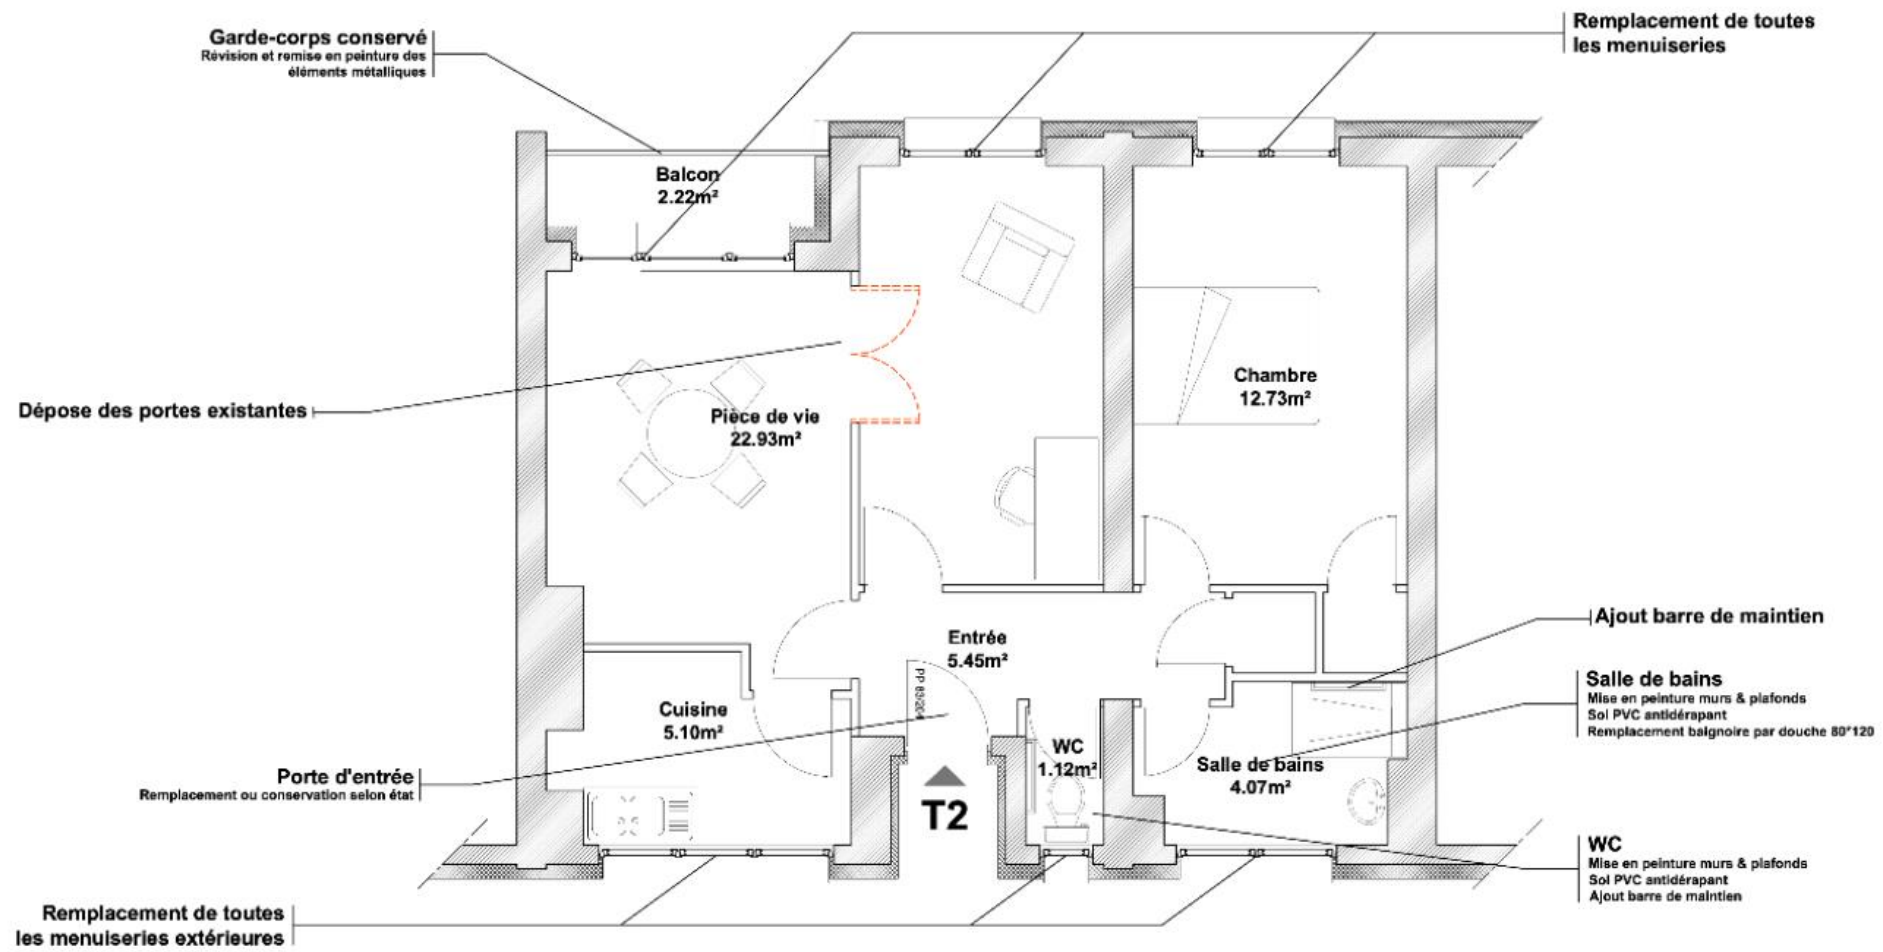 Garde-corps conservé
Révision et remise en peinture des
éléments métalliques
Remplacement de toutes
les menuiseries
Balcon
2.22m²
Dépose des portes existantes
Pièce de vie
22.93m²
Chambre
12.73m²
Entrée
5.45m²
PP 83/204
Cuisine
5.10m²
WC
1.12m²
Salle de bains
4.07m²
T2
Porte d'entrée
Remplacement ou conservation selon état
Ajout barre de maintien
Salle de bains
Mise en peinture murs & plafonds
Sol PVC antidérapant
Remplacement baignoire par douche 80*120
WC
Mise en peinture murs & plafonds
Sol PVC antidérapant
Ajout barre de maintien
Remplacement de toutes
les menuiseries extérieures